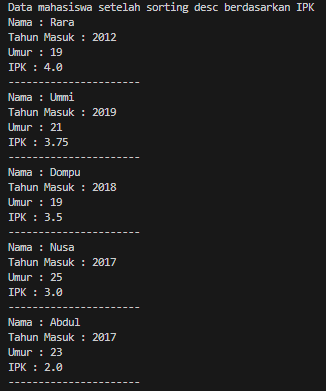 Data mahasiswa setelah sorting desc berdasarkan IPK
Nama : Rara
Tahun Masuk : 2012
Umur : 19
IPK : 4.0
----------------------
Nama : Ummi
Tahun Masuk : 2019
Umur : 21
IPK : 3.75
----------------------
Nama : Dompu
Tahun Masuk : 2018
Umur : 19
IPK : 3.5
----------------------
Nama : Nusa
Tahun Masuk : 2017
Umur : 25
IPK : 3.0
----------------------
Nama : Abdul
Tahun Masuk : 2017
Umur : 23
IPK : 2.0
----------------------